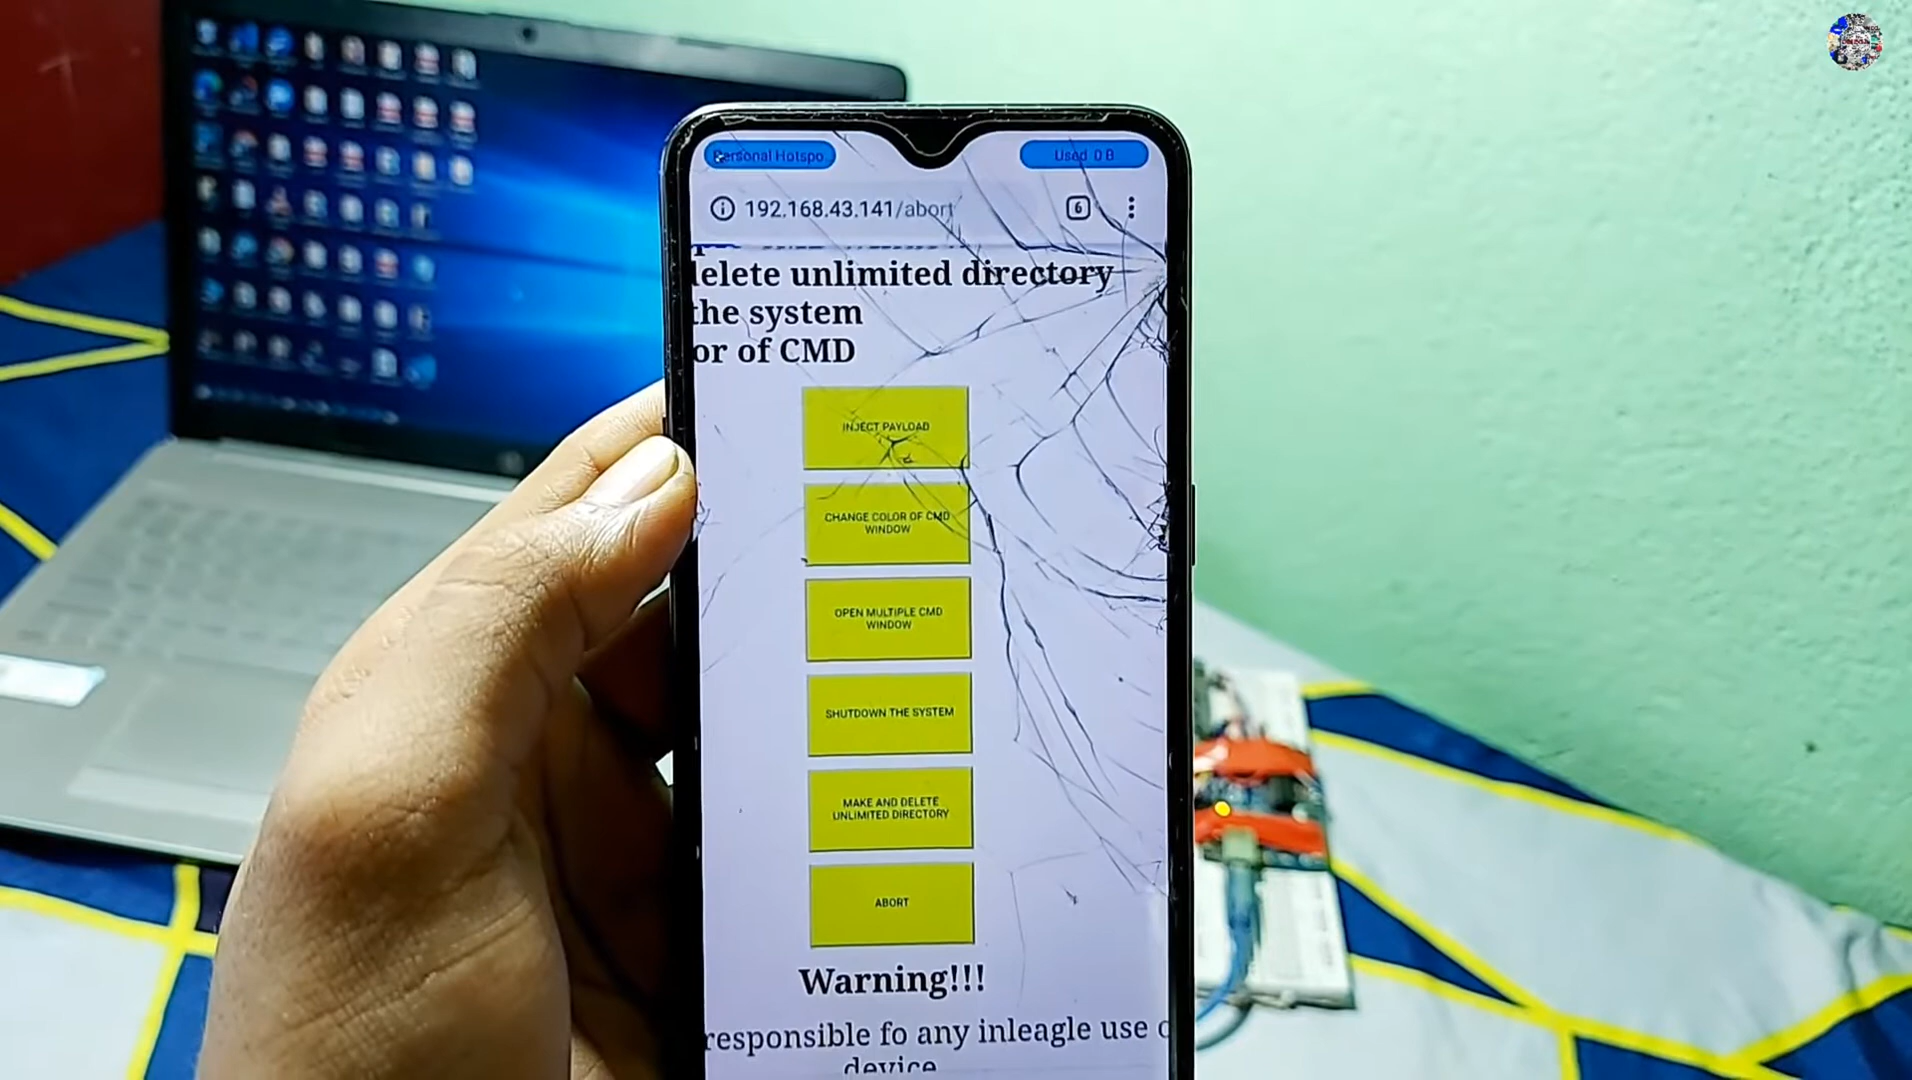 Personal Hotspo
Used 0 B
192.168.43.141/abort
6
delete unlimited directory
the system
or of CMD
INJECT PAYLOAD
CHANGE COLOR OF CMD
WINDOW
OPEN MULTIPLE CMD
WINDOW
SHUTDOWN THE SYSTEM
MAKE AND DELETE
UNLIMITED DIRECTORY
ABORT
Warning!!!
responsible fo any inleagle use
device